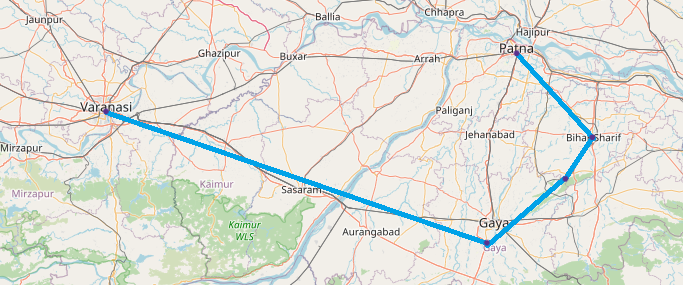 Jaunpur
Ballia
Chhapra
Hajipur
Ghazipur
Buxar
Arrah
Patna
Varanasi
Paliganj
Jehanabad
Bihar Sharif
Mirzapur
Kaimur
Mirzapur
Sasaram
Kaimur
WLS
Aurangabad
Gaya
Gaya